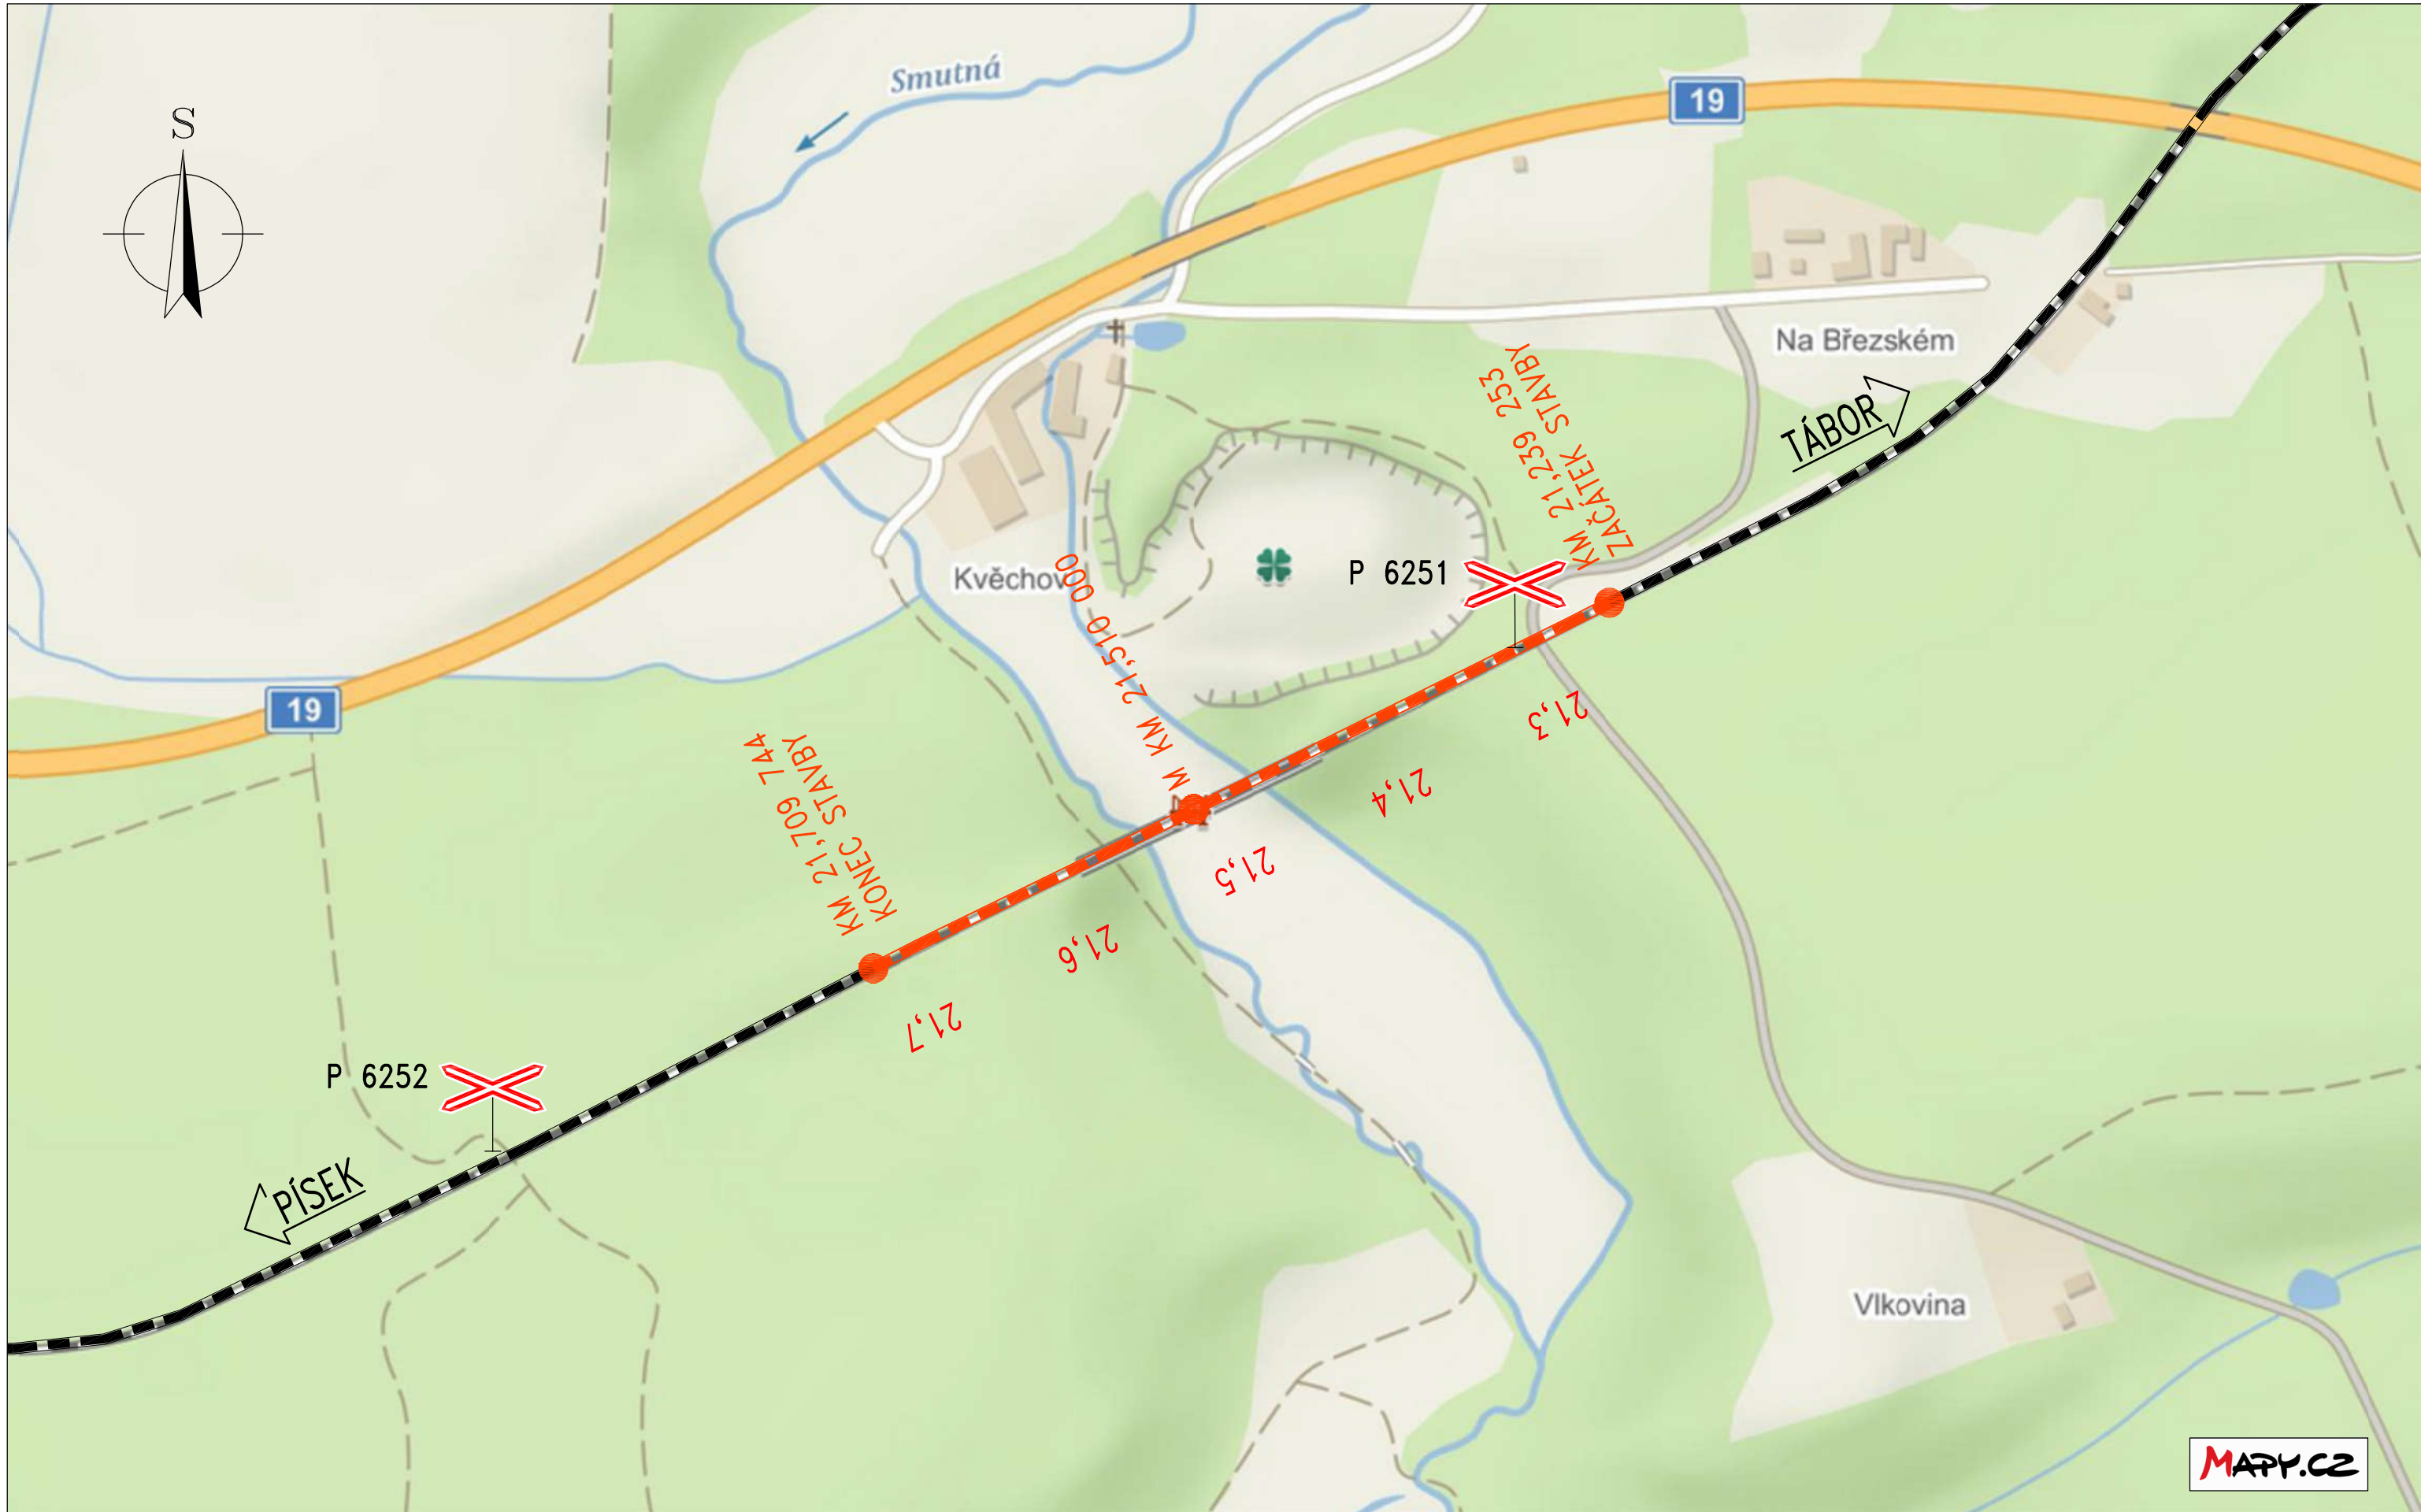 Smutná
19
S
Na Březském
KM 21,239 253
ZAČÁTEK STAVBY
TÁBOR
P 6251
Kvěchov
M KM 21,510 000
19
21,3
KM 21,709 744
KONEC STAVBY
21,4
21,5
21,6
21,7
P 6252
PÍSEK
Vlkovina
MAPY.CZ